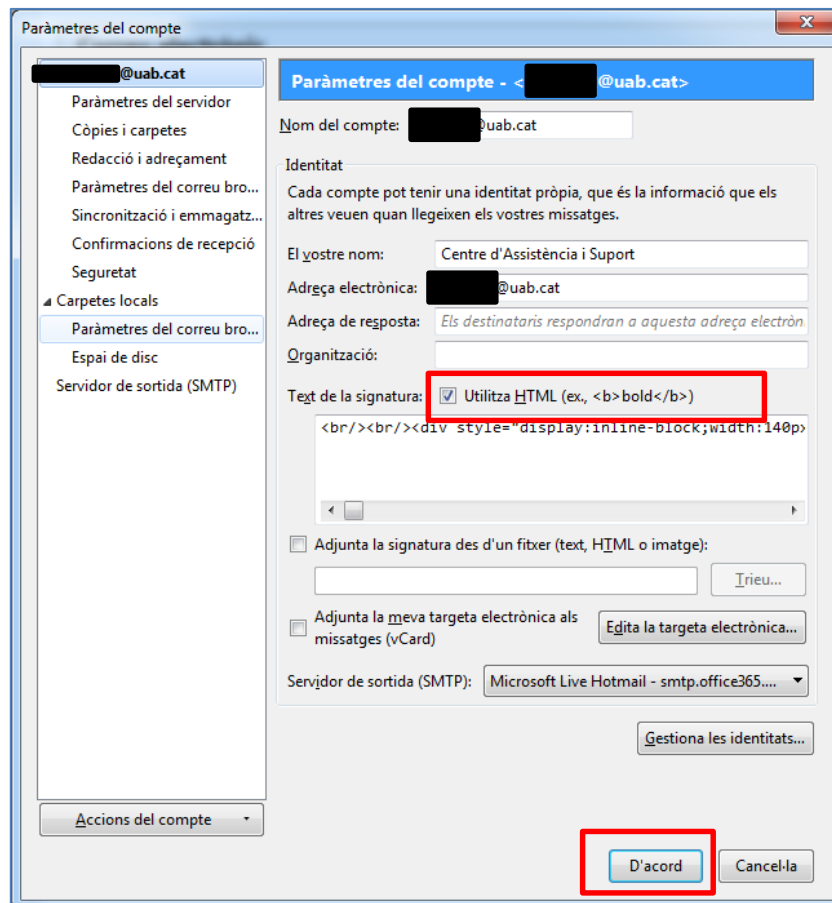 Paràmetres del compte
@uab.cat
Paràmetres del servidor
Còpies i carpetes
Redacció i adreçament
Paràmetres del correu bro...
Sincronització i emmagatz...
Confirmacions de recepció
Seguretat
Carpetes locals
Paràmetres del correu bro...
Espai de disc
Servidor de sortida (SMTP)
Accions del compte
Paràmetres del compte - < @uab.cat>
Nom del compte: @uab.cat
Identitat
Cada compte pot tenir una identitat pròpia, que és la informació que els
altres veuen quan llegeixen els vostres missatges.
El vostre nom: Centre d'Assistència i Suport
Adreça electrònica: @uab.cat
Adreça de resposta: Els destinataris respondran a aquesta adreça electròn
Organització:
Text de la signatura: Utilitza HTML (ex., <b>bold</b>)
<br/><br/><div style="display:inline-block;width:140px
Adjunta la signatura des d'un fitxer (text, HTML o imatge):
Trieu...
Adjunta la meva targeta electrònica als
missatges (vCard)
Edita la targeta electrònica...
Servidor de sortida (SMTP): Microsoft Live Hotmail - smtp.office365....
Gestiona les identitats...
D'acord
Cancel·la